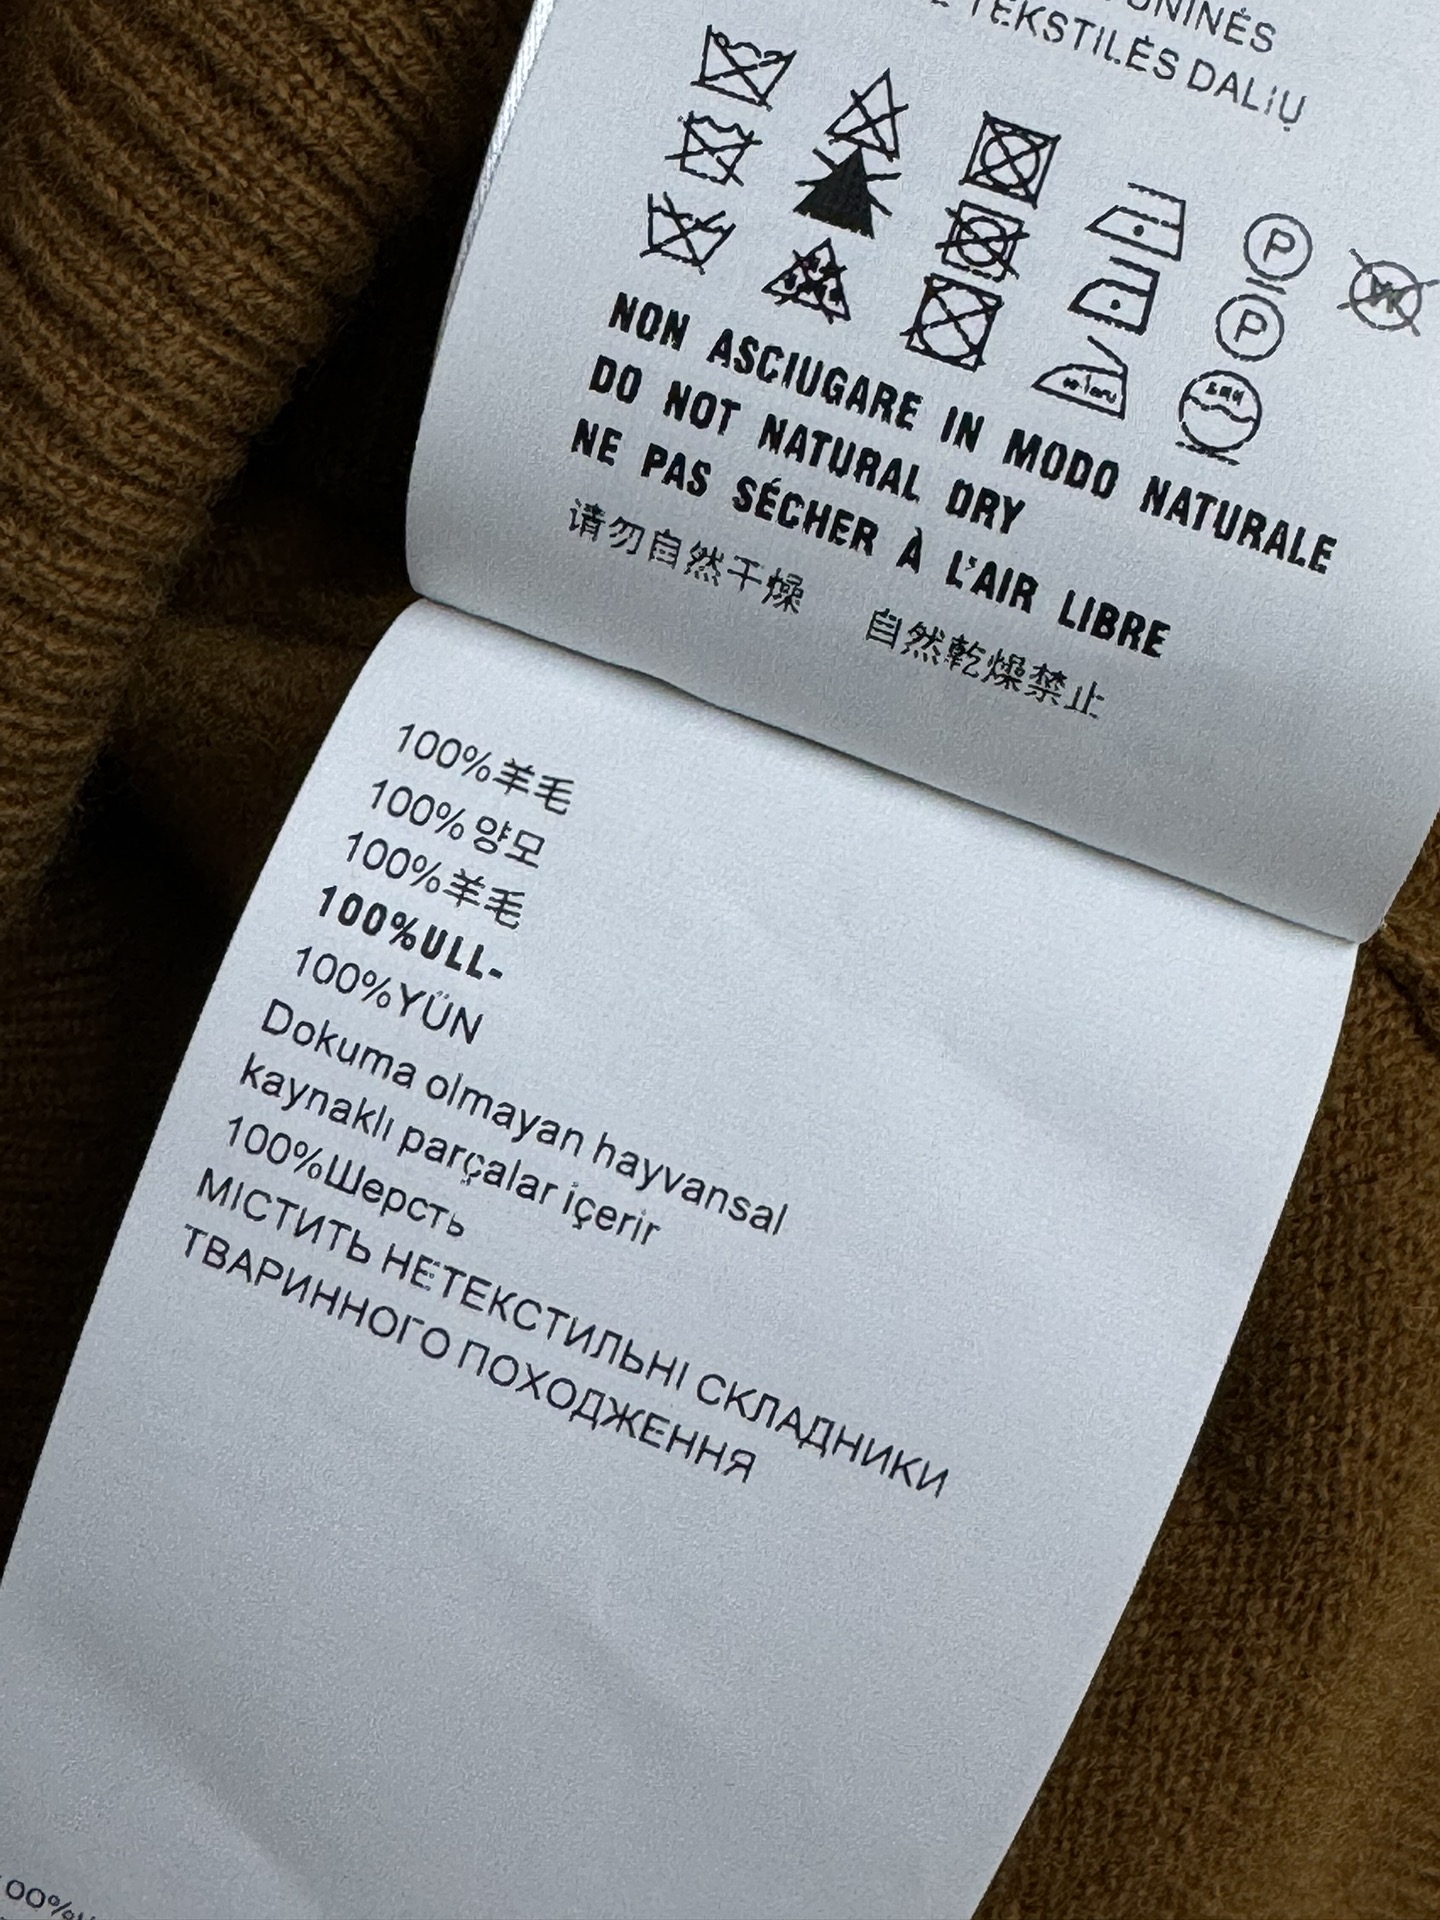 TEKSTILĖS DALIŲ
P
P
NON ASCIUGARE IN MODO NATURALE
DO NOT NATURAL DRY
NE PAS SÉCHER À L'AIR LIBRE
请勿自然干燥 自然乾燥禁止
100%羊毛
100%양모
100%羊毛
100%ULL-
100%YÜN
Dokuma olmayan hayvansal
kaynaklı parçalar içerir
100%Шерсть
МІСТИТЬ НЕТЕКСТИЛЬНІ СКЛАДНИКИ
ТВАРИННОГО ПОХОДЖЕННЯ